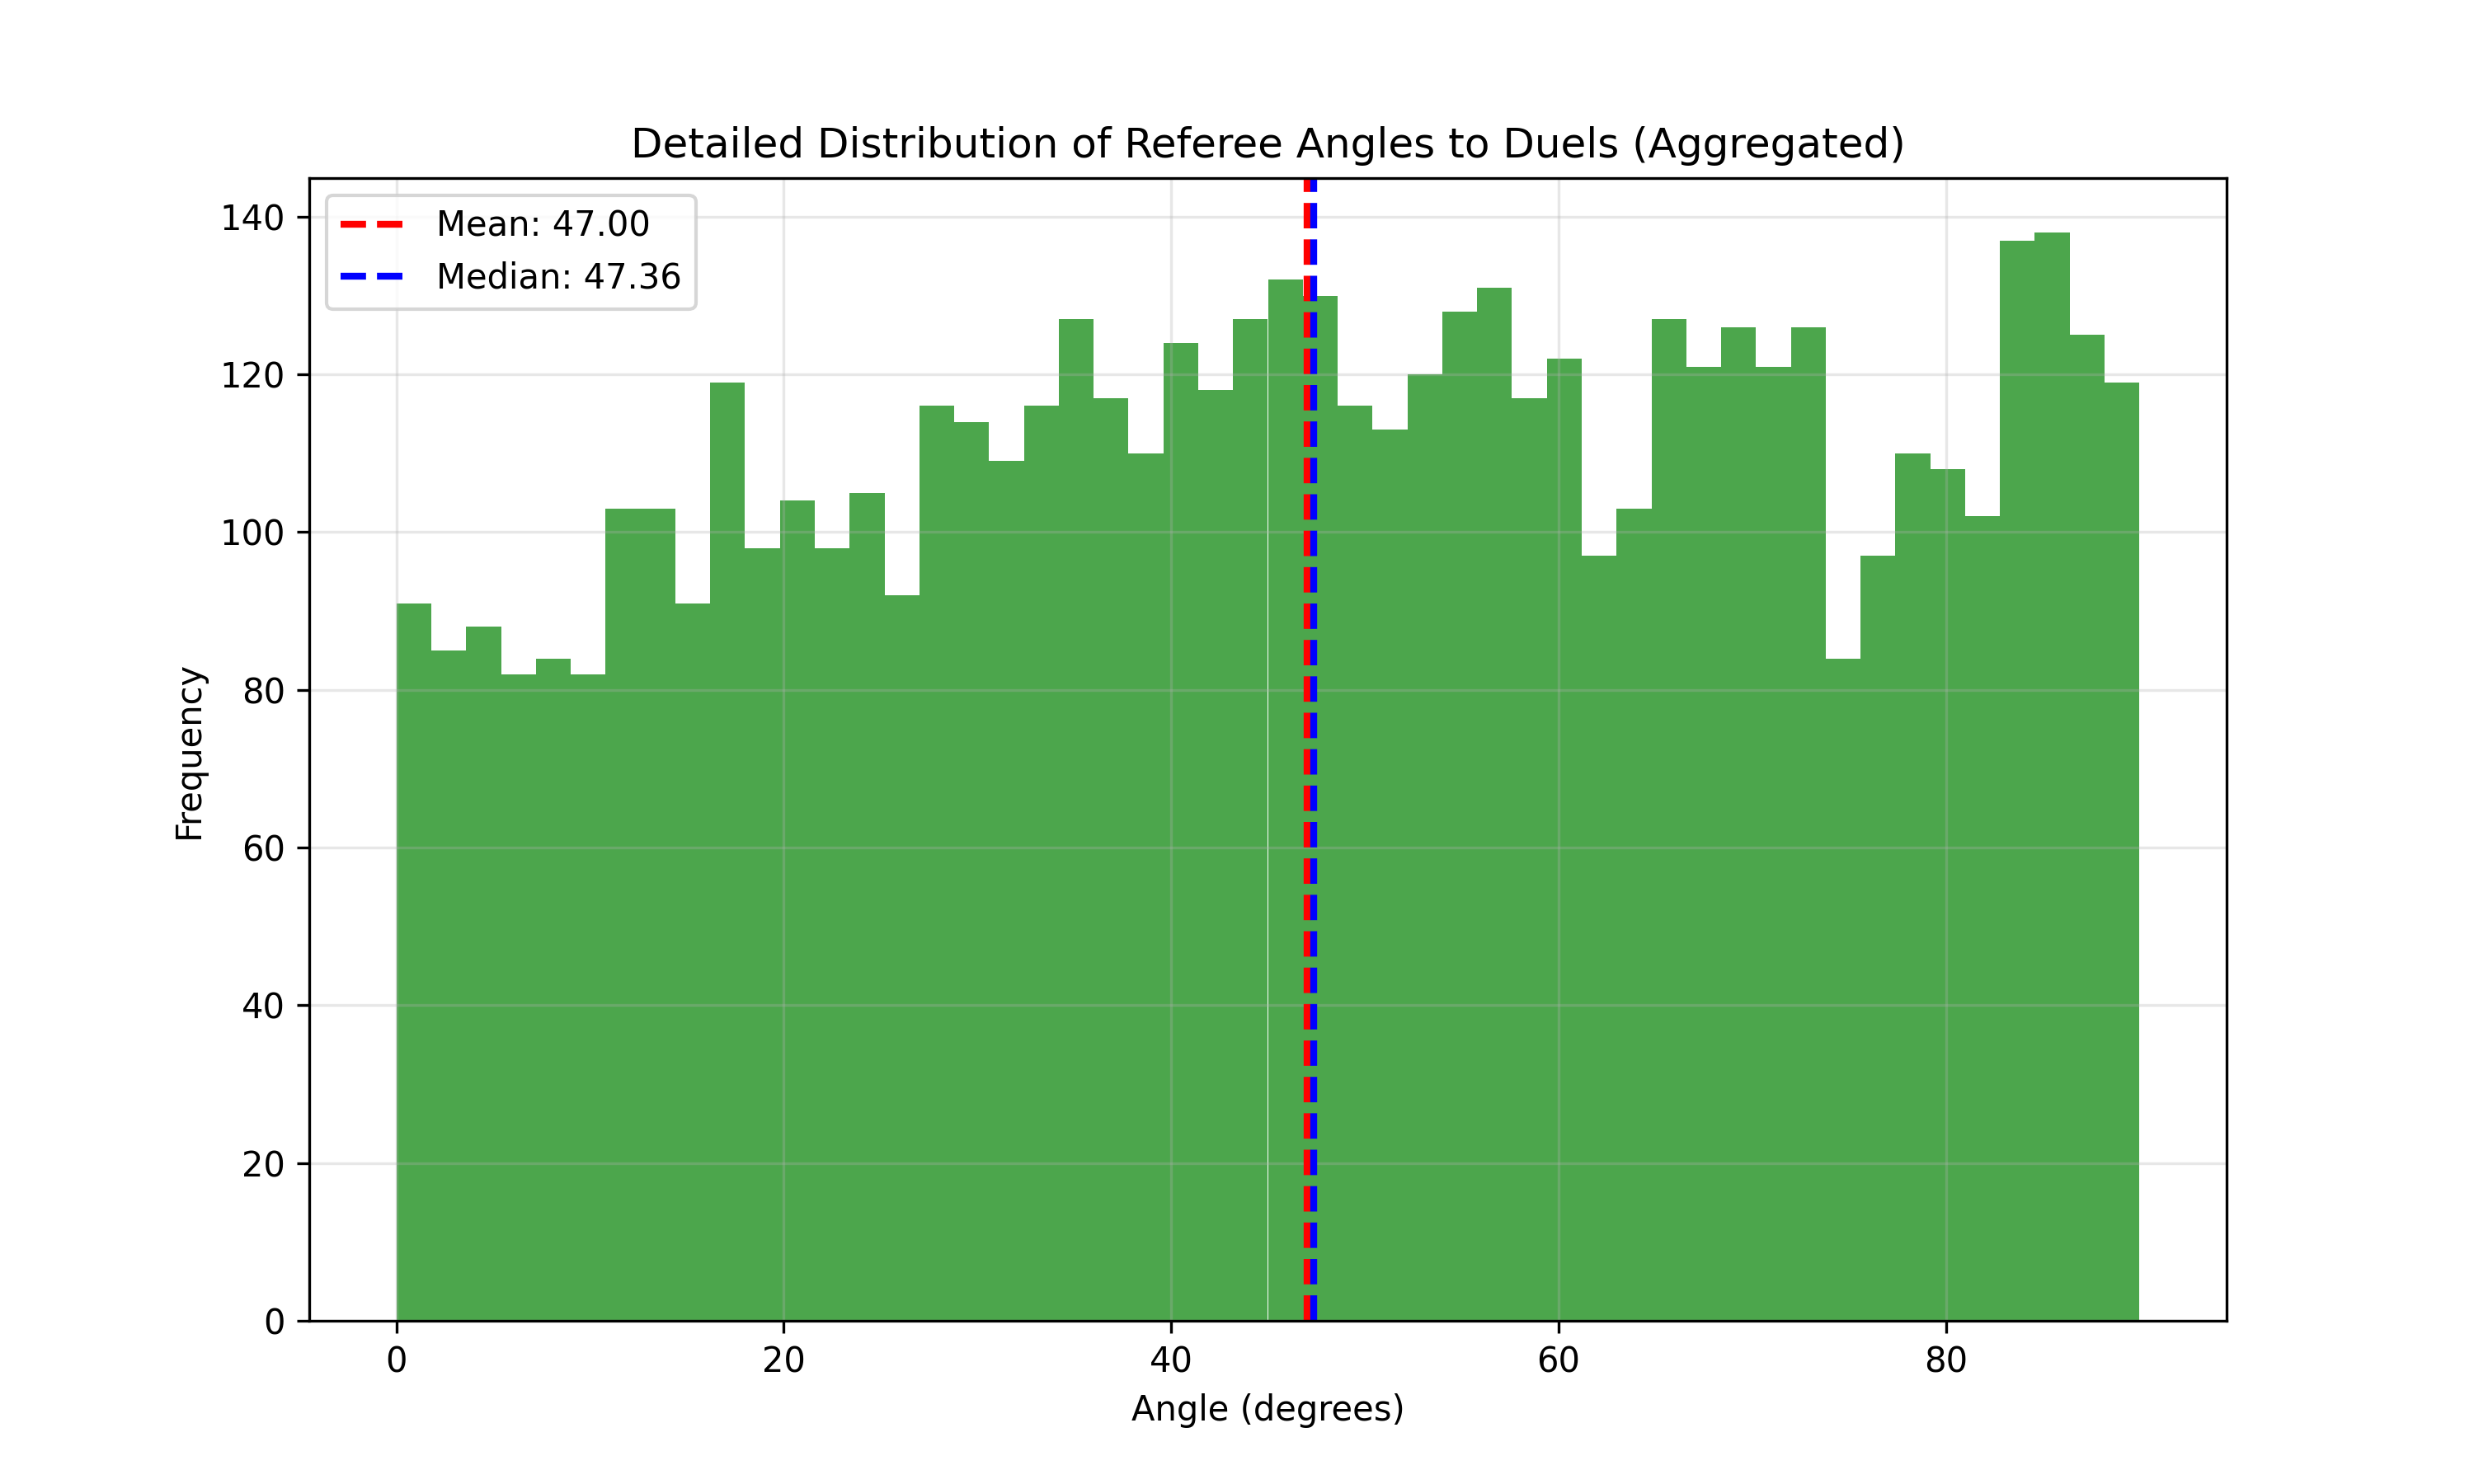 Detailed Distribution of Referee Angles to Duels (Aggregated)
Mean: 47.00
Median: 47.36
140
120
100
80
60
40
20
0
Frequency
0 20 40 60 80
Angle (degrees)